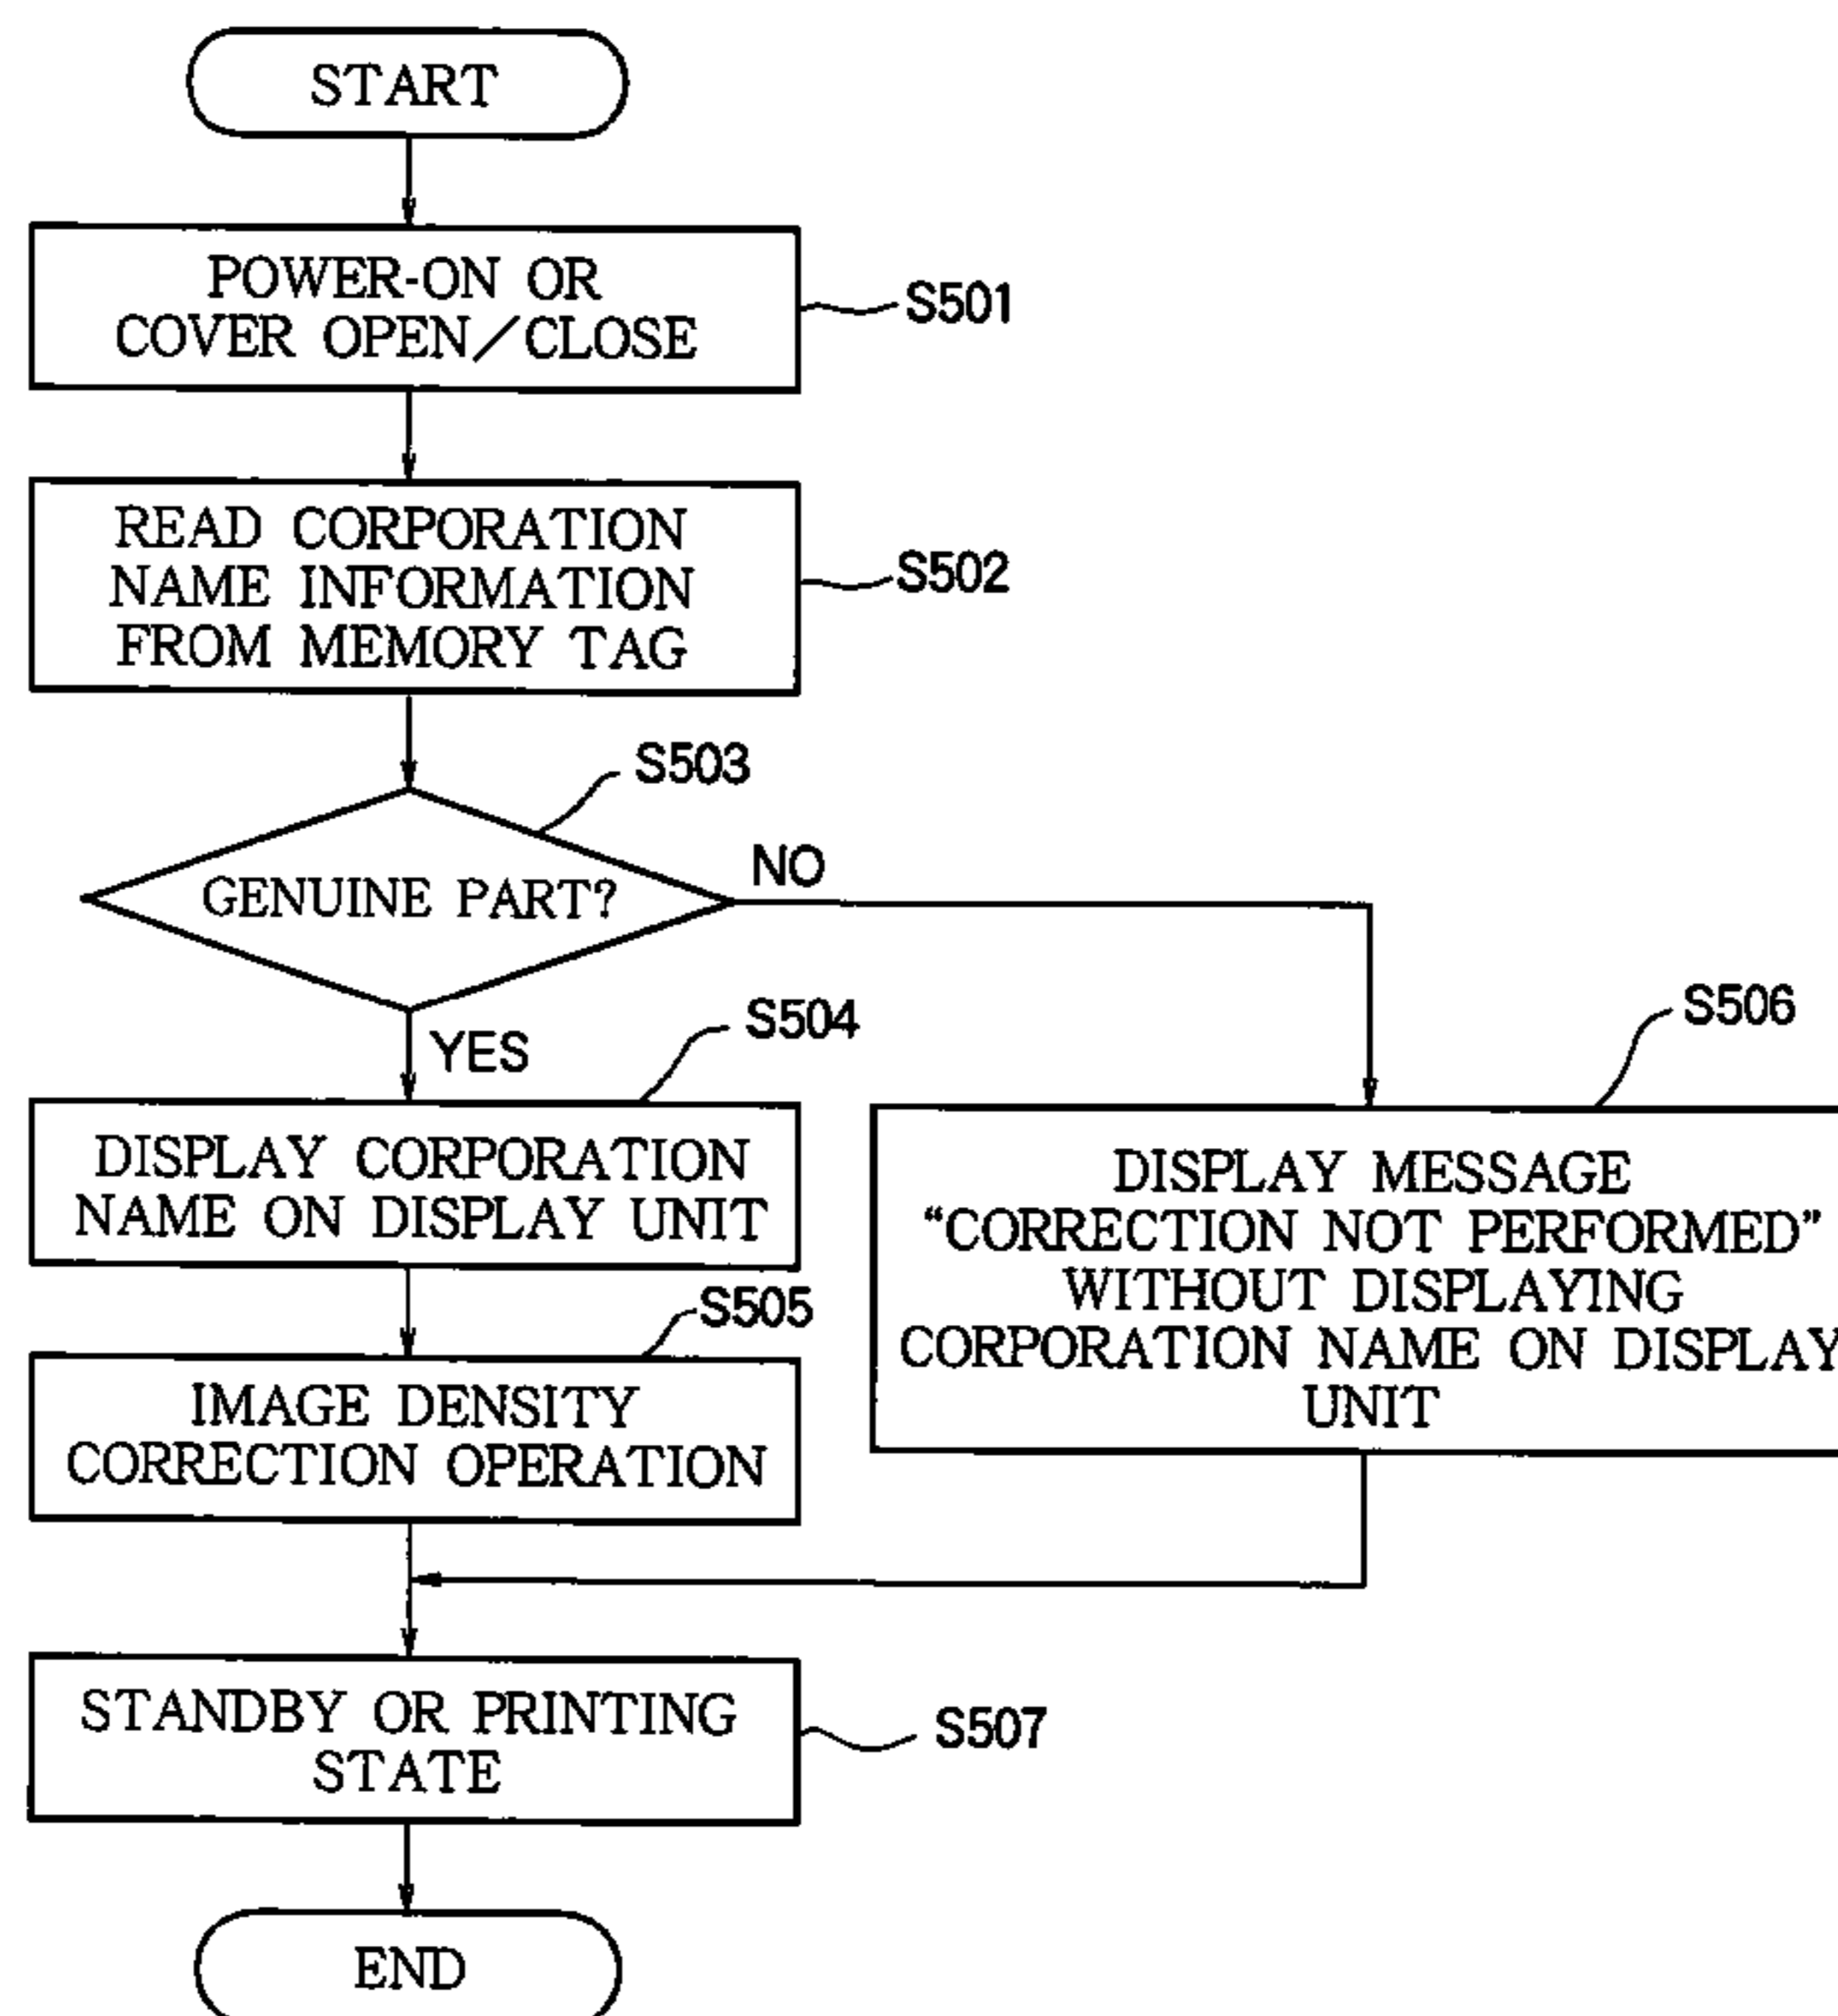 START
POWER-ON OR
COVER OPEN/CLOSE
S501
READ CORPORATION
NAME INFORMATION
FROM MEMORY TAG
S502
S503
GENUINE PART?
NO
YES
S504
DISPLAY CORPORATION
NAME ON DISPLAY UNIT
S506
DISPLAY MESSAGE
“CORRECTION NOT PERFORMED”
WITHOUT DISPLAYING
CORPORATION NAME ON DISPLAY
UNIT
S505
IMAGE DENSITY
CORRECTION OPERATION
STANDBY OR PRINTING
STATE
S507
END